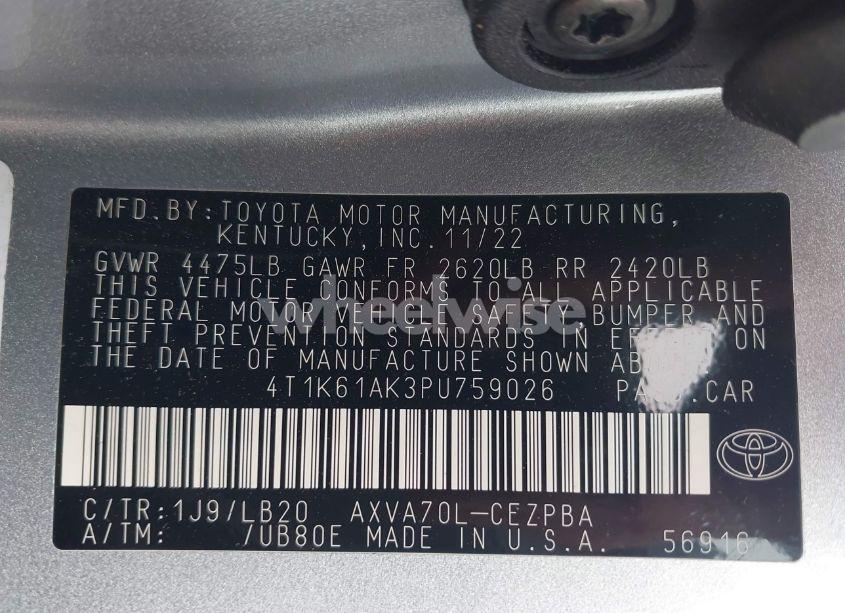 MFD.BY:TOYOTA MOTOR MANUFACTURING,
KENTUCKY,INC.11/22
GVWR 4475LB GAWR FR 2620LB RR 2420LB
THIS VEHICLE CONFORMS TO ALL APPLICABLE
FEDERAL MOTOR VEHICLE SAFETY,BUMPER AND
THEFT PREVENTION STANDARDS IN ON
THE DATE OF MANUFACTURE SHOWN
wheelwise
4T1K61AK3PU759026 CAR
C/TR:1J9/LB20 AXVA70L-CEZPBA
A/TM: 7UB80E MADE IN U.S.A. 56916